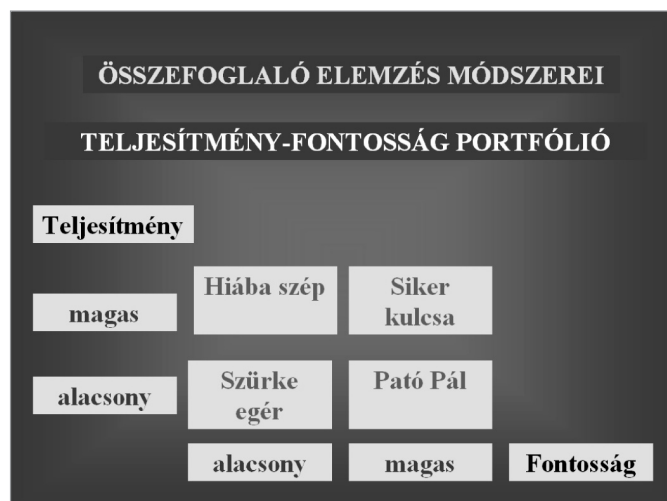 ÖSSZEFOGLALÓ ELEMZÉS MÓDSZEREI
TELJESÍTMÉNY-FONTOSSÁG PORTFÓLIÓ
Teljesítmény
magas
Hiába szép
Siker
kulcsa
alacsony
Szürke
egér
Pató Pál
alacsony
magas
Fontosság